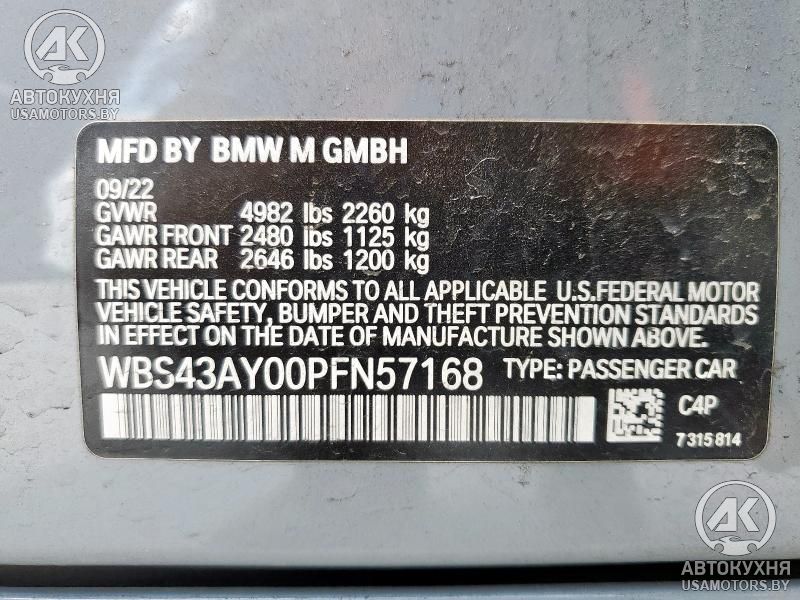 AK
АВТОКУХНЯ
USAMOTORS.BY
MFD BY BMW M GMBH
09/22
GVWR 4982 lbs 2260 kg
GAWR FRONT 2480 lbs 1125 kg
GAWR REAR 2646 lbs 1200 kg
THIS VEHICLE CONFORMS TO ALL APPLICABLE U.S.FEDERAL MOTOR
VEHICLE SAFETY, BUMPER AND THEFT PREVENTION STANDARDS
IN EFFECT ON THE DATE OF MANUFACTURE SHOWN ABOVE.
WBS43AY00PFN57168 TYPE: PASSENGER CAR
C4P
7315814
AK
АВТОКУХНЯ
USAMOTORS.BY